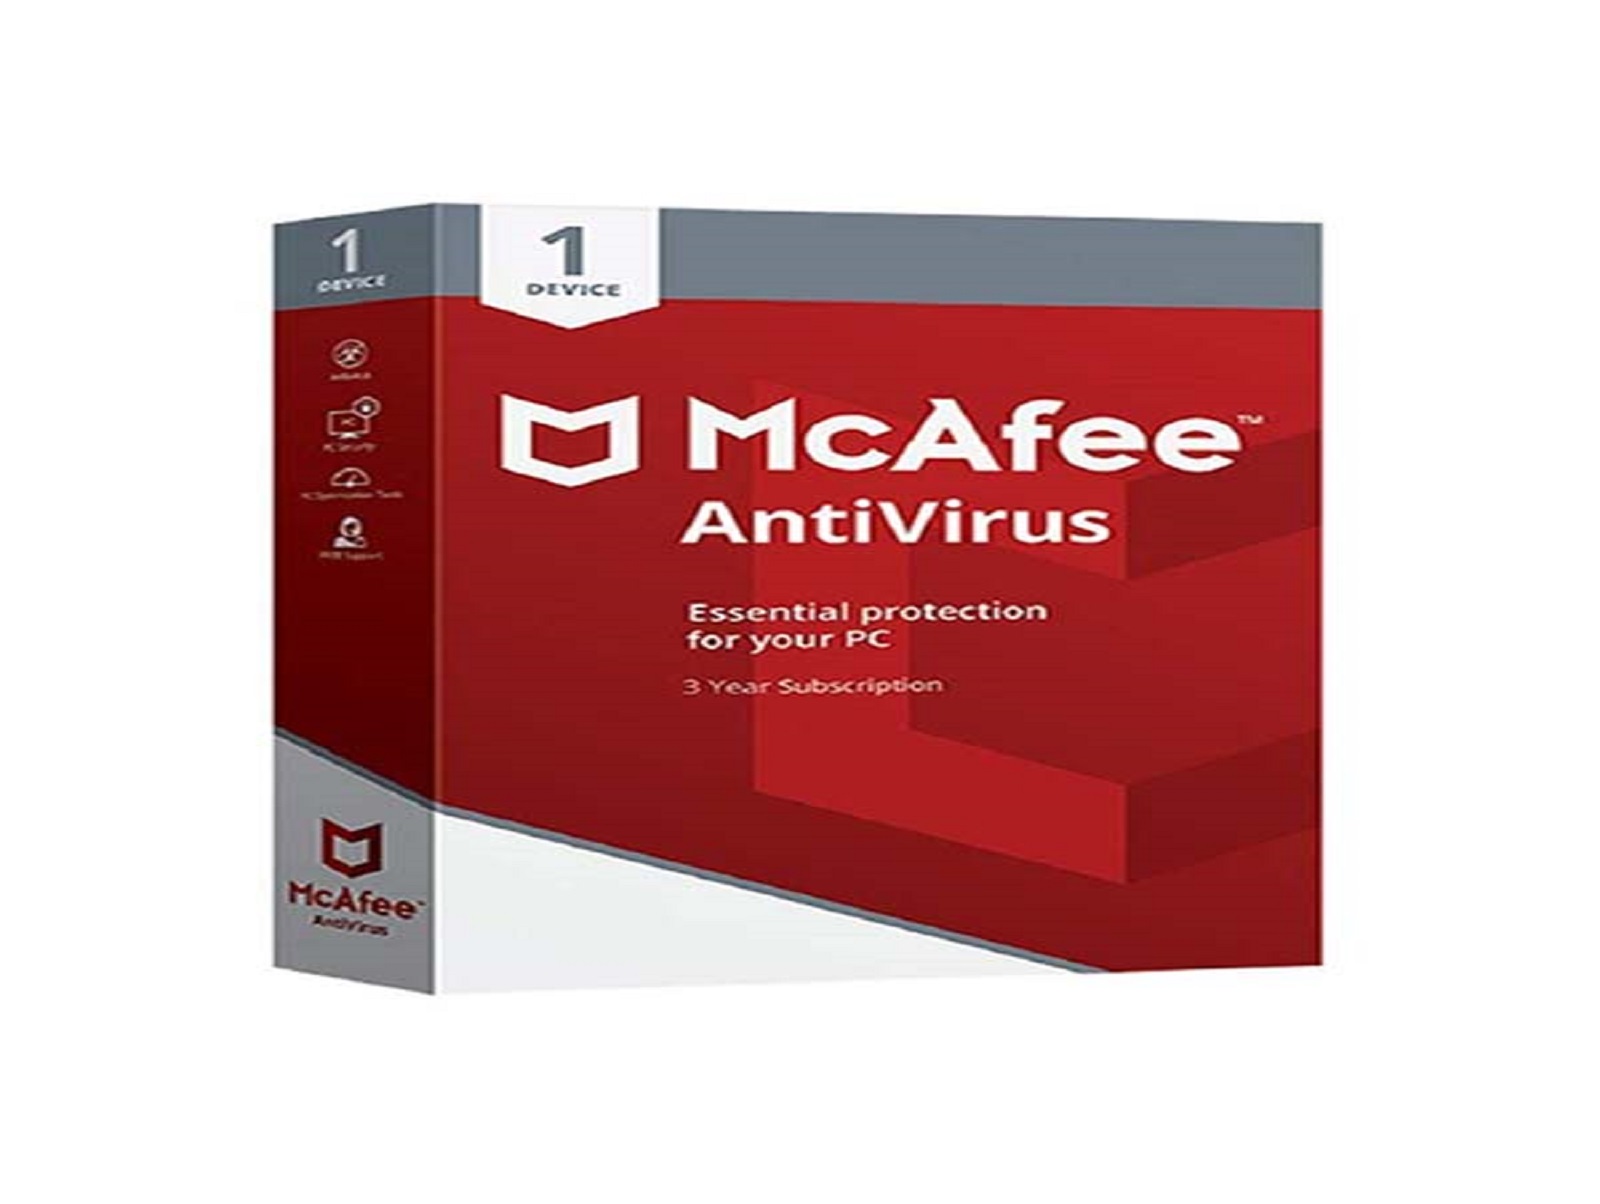 1
DEVICE
1
DEVICE
McAfee™
AntiVirus
Essential protection
for your PC
3 Year Subscription
McAfee™
AntiVirus